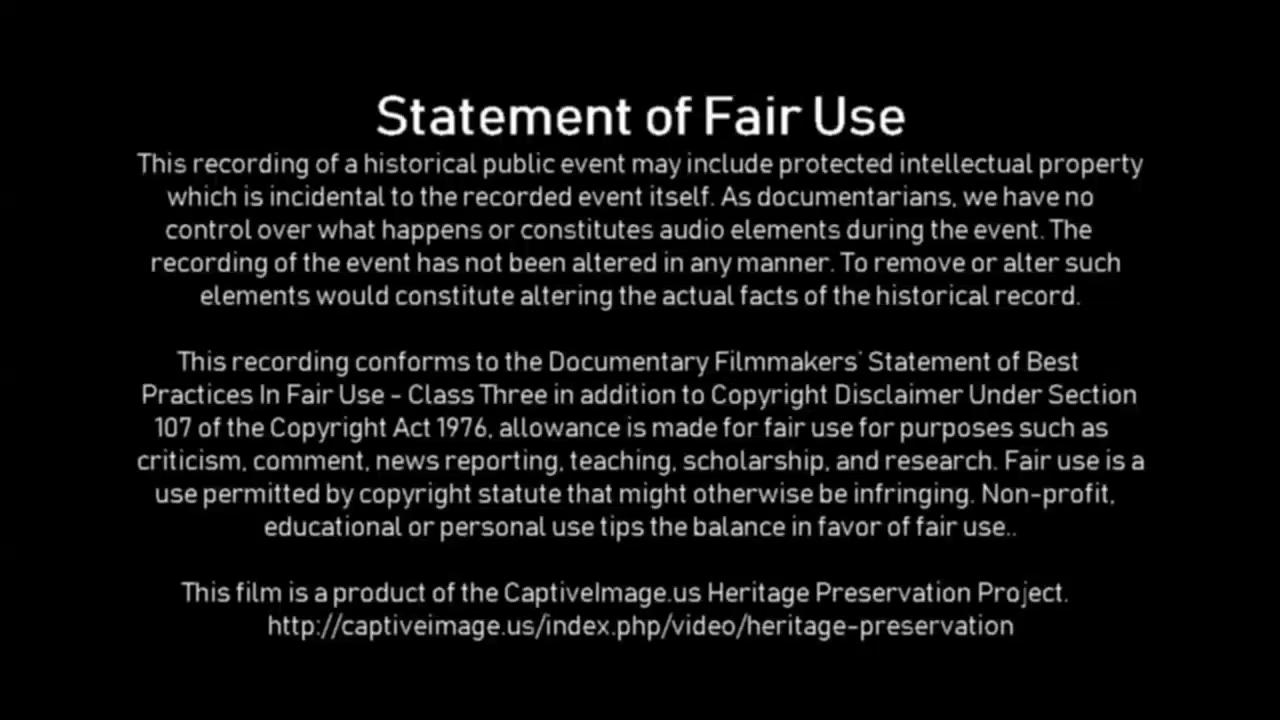 Statement of Fair Use
This recording of a historical public event may include protected intellectual property
which is incidental to the recorded event itself. As documentarians, we have no
control over what happens or constitutes audio elements during the event. The
recording of the event has not been altered in any manner. To remove or alter such
elements would constitute altering the actual facts of the historical record.
This recording conforms to the Documentary Filmmakers' Statement of Best
Practices In Fair Use - Class Three in addition to Copyright Disclaimer Under Section
107 of the Copyright Act 1976, allowance is made for fair use for purposes such as
criticism, comment, news reporting, teaching, scholarship, and research. Fair use is a
use permitted by copyright statute that might otherwise be infringing. Non-profit,
educational or personal use tips the balance in favor of fair use..
This film is a product of the CaptiveImage.us Heritage Preservation Project.
http://captiveimage.us/index.php/video/heritage-preservation